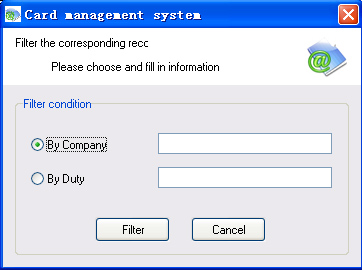 Card management system
Filter the corresponding recc
Please choose and fill in information
Filter condition
By Company
By Duty
Filter
Cancel